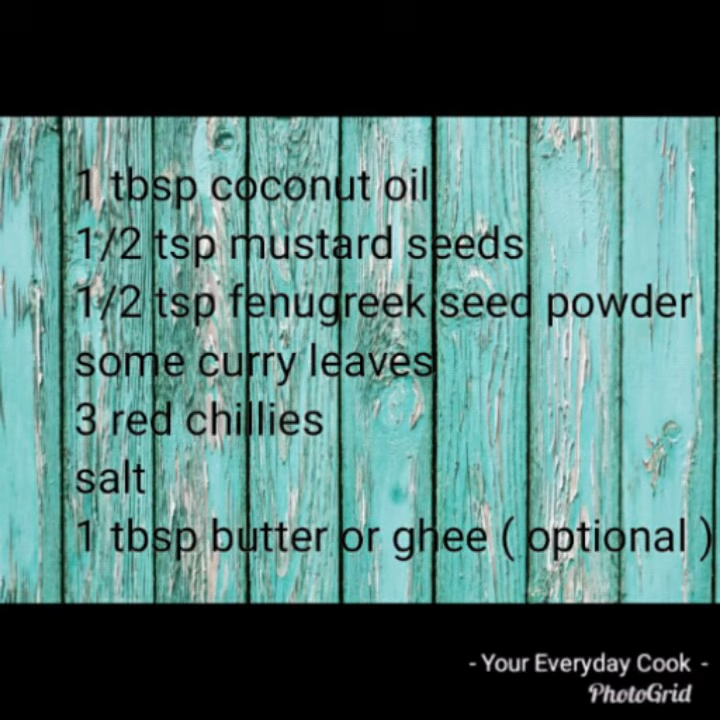 1 tbsp coconut oil
1/2 tsp mustard seeds
1/2 tsp fenugreek seed powder
some curry leaves
3 red chillies
salt
1 tbsp butter or ghee ( optional )
- Your Everyday Cook -
PhotoGrid